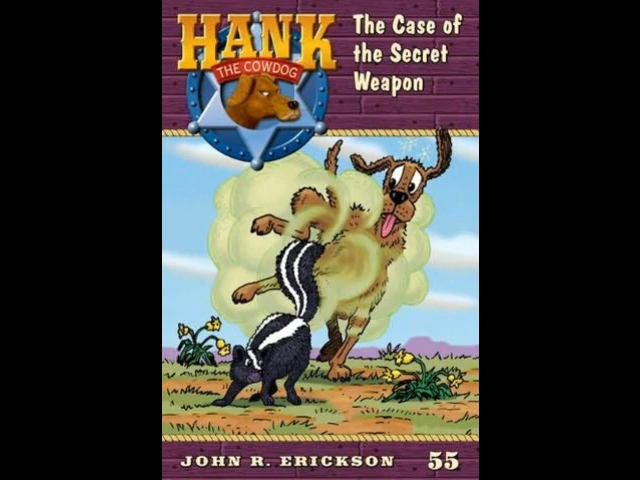 HANK
THE COWDOG
The Case of
the Secret
Weapon
JOHN R. ERICKSON 55